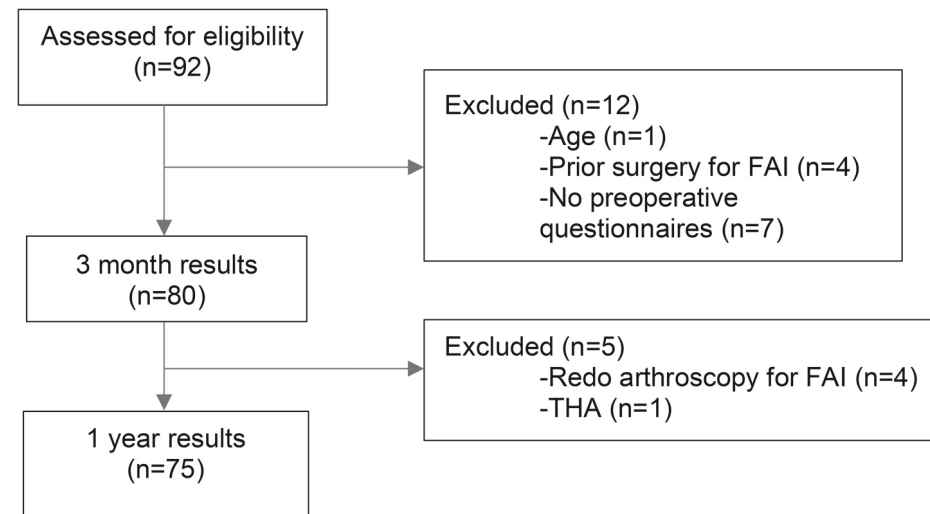 Assessed for eligibility
(n=92)
Excluded (n=12)
-Age (n=1)
-Prior surgery for FAI (n=4)
-No preoperative
questionnaires (n=7)
3 month results
(n=80)
Excluded (n=5)
-Redo arthroscopy for FAI (n=4)
-THA (n=1)
1 year results
(n=75)